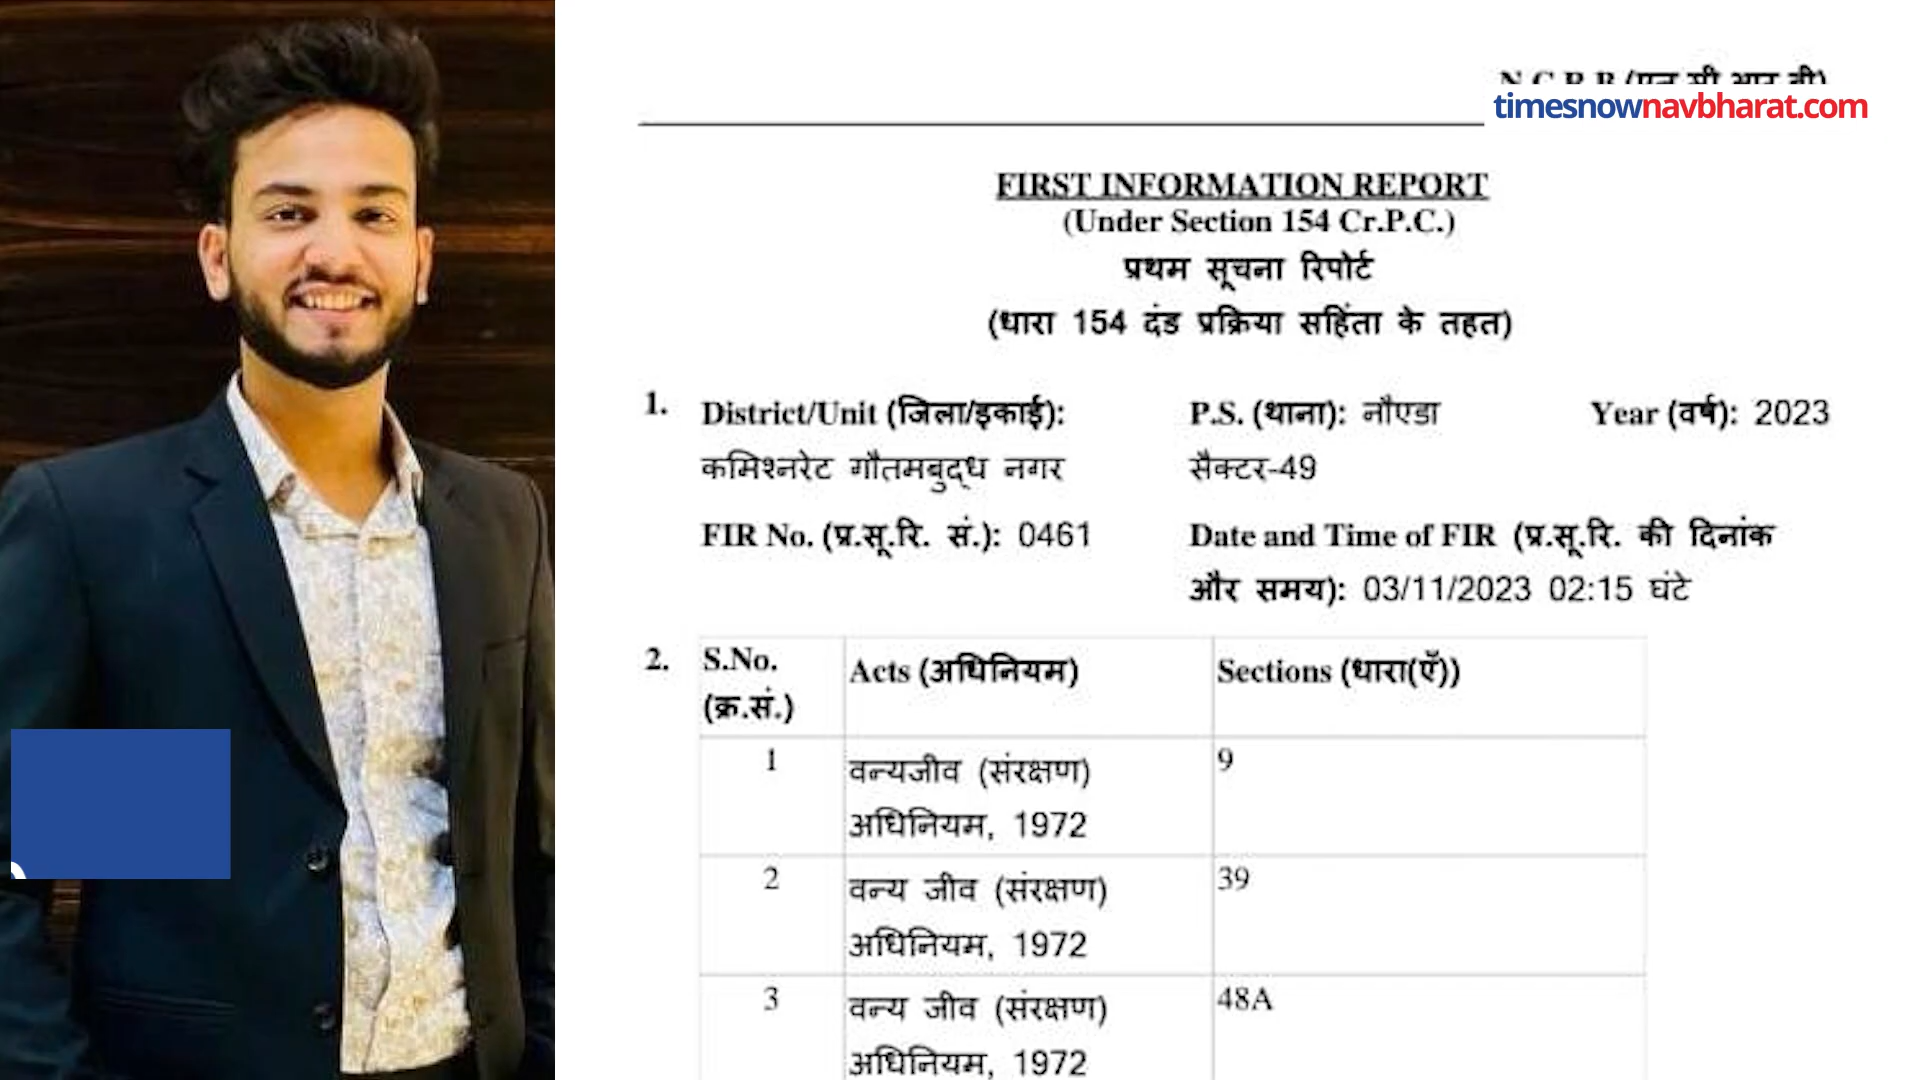 timesnownavbharat.com
FIRST INFORMATION REPORT
(Under Section 154 Cr.P.C.)
प्रथम सूचना रिपोर्ट
(धारा 154 दंड प्रक्रिया सहिंता के तहत)
1. District/Unit (जिला/इकाई): P.S. (थाना): नौएडा Year (वर्ष): 2023
कमिश्नरेट गौतमबुद्ध नगर सैक्टर-49
FIR No. (प्र.सू.रि. सं.): 0461 Date and Time of FIR (प्र.सू.रि. की दिनांक
और समय): 03/11/2023 02:15 घंटे
2. S.No. Acts (अधिनियम) Sections (धारा(एँ))
(क्र.सं.)
1 वन्यजीव (संरक्षण) 9
अधिनियम, 1972
2 वन्य जीव (संरक्षण) 39
अधिनियम, 1972
3 वन्य जीव (संरक्षण) 48A
अधिनियम, 1972